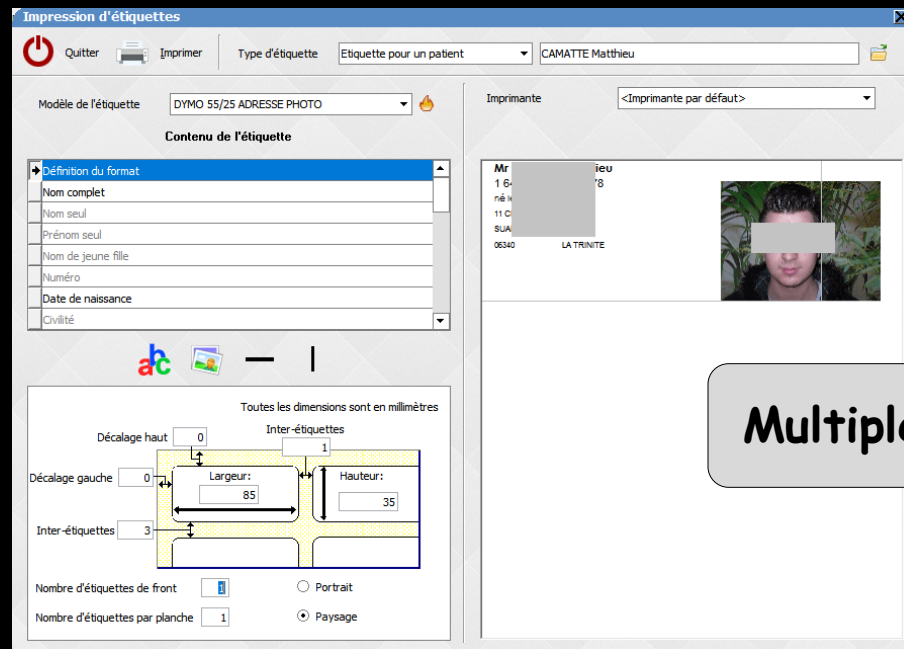 Impression d'étiquettes
Quitter Imprimer Type d'étiquette Etiquette pour un patient CAMATTE Matthieu
Modèle de l'étiquette DYMO 55/25 ADRESSE PHOTO
Contenu de l'étiquette
Définition du format
Nom complet
Nom seul
Prénom seul
Nom de jeune fille
Numéro
Date de naissance
Civilité
abc
Toutes les dimensions sont en millimètres
Décalage haut 0
Inter-étiquettes
1
Décalage gauche 0
Largeur:
85
Hauteur:
35
Inter-étiquettes 3
Nombre d'étiquettes de front 1 Portrait
Nombre d'étiquettes par planche 1 Paysage
Imprimante <Imprimante par défaut>
Mr ieu
1 6 78
né l
11 C
SUA
06340 LA TRINITE
Multipl